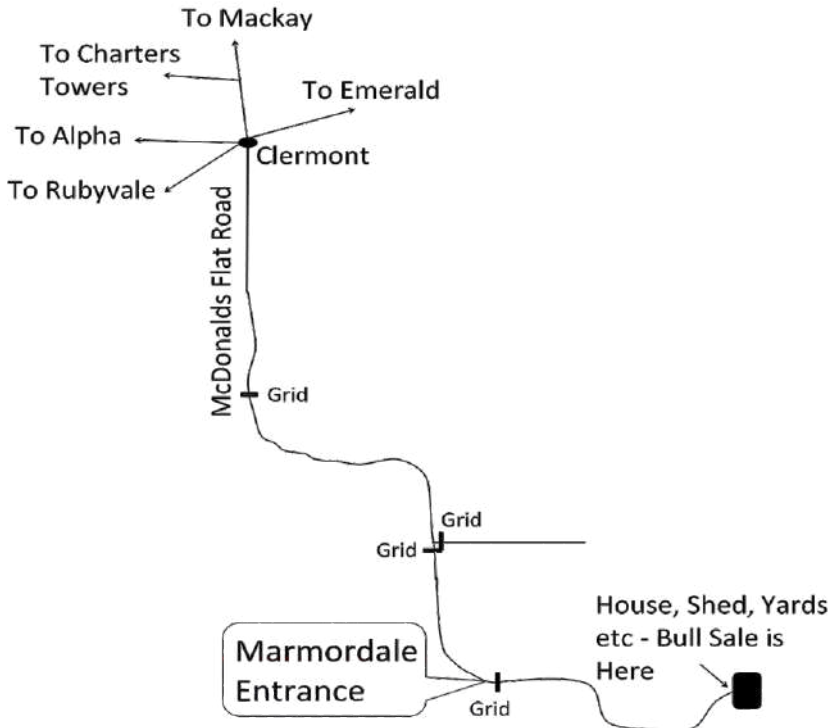 To Mackay
To Charters
Towers
To Emerald
To Alpha
Clermont
To Rubyvale
McDonalds Flat Road
Grid
Grid
Grid
House, Shed, Yards
etc - Bull Sale is
Here
Marmordale
Entrance
Grid